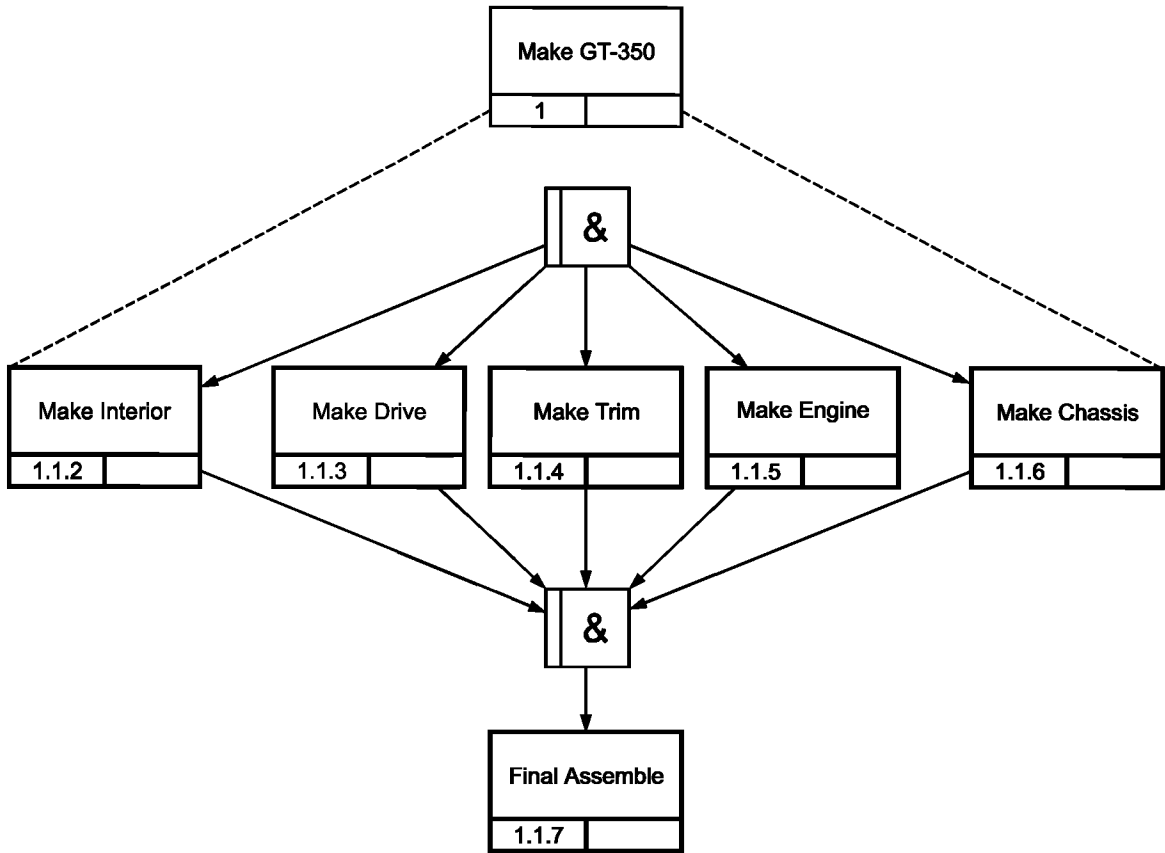 Make GT-350
1
&
Make Interior
1.1.2
Make Drive
1.1.3
Make Trim
1.1.4
Make Engine
1.1.5
Make Chassis
1.1.6
&
Final Assemble
1.1.7